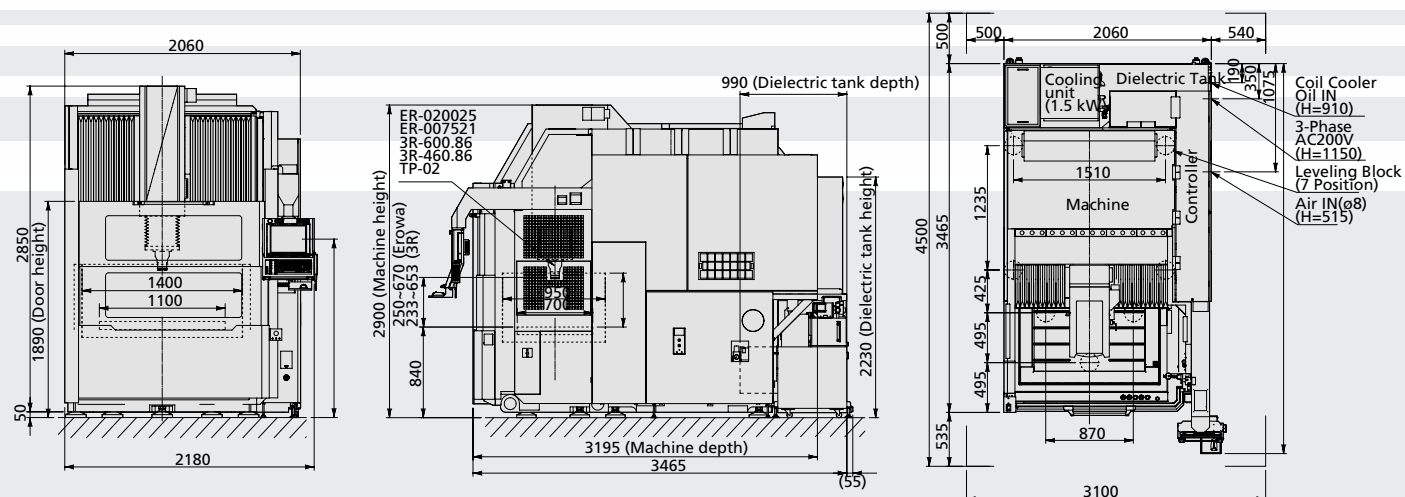 2060
2850
1890 (Door height)
50
1400
1100
2180
990 (Dielectric tank depth)
ER-020025
ER-007521
3R-600.86
3R-460.86
TP-02
2900 (Machine height)
250~670 (Erowa)
233~653 (3R)
840
950
700
2230 (Dielectric tank height)
3195 (Machine depth)
3465
(55)
500
500
2060
540
190
350
1075
Cooling
unit
(1.5 kW)
Dielectric Tank
Coil Cooler
Oil IN
(H=910)
3-Phase
AC200V
(H=1150)
Leveling Block
(7 Position)
Air IN(ø8)
(H=515)
1510
Machine
Controller
4500
3465
1235
425
495
495
535
870
3100